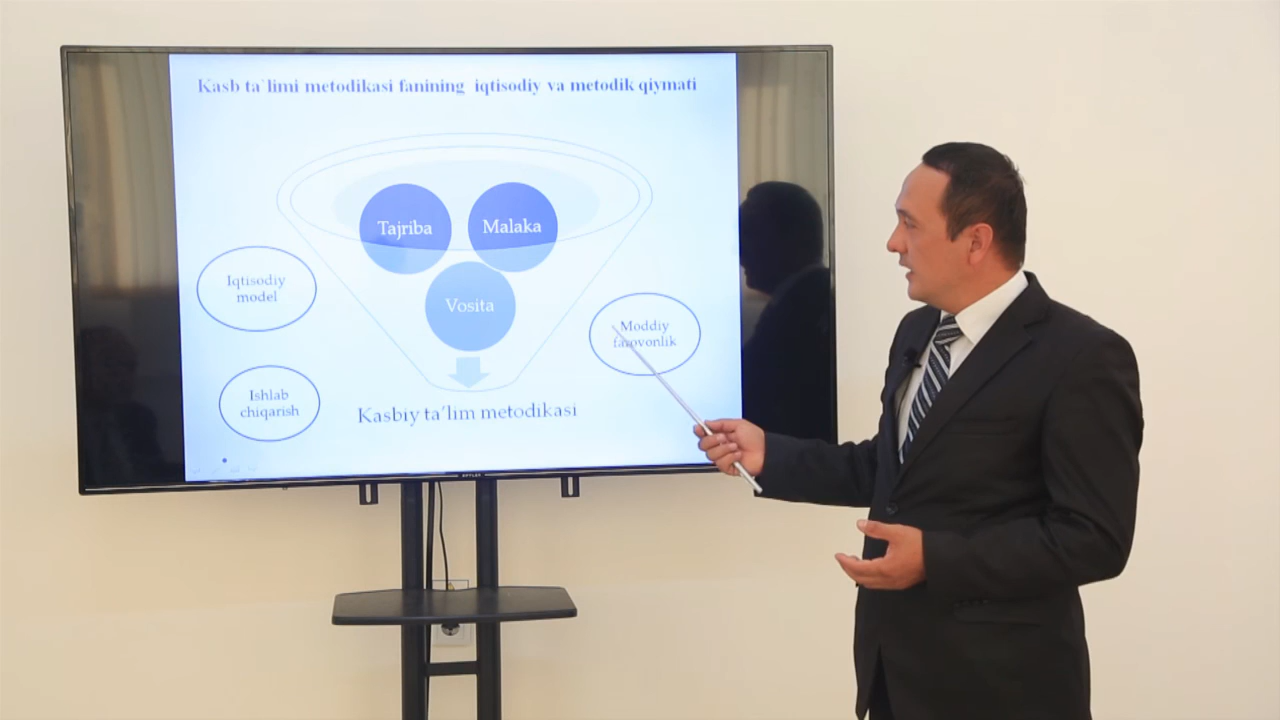 Kasb ta`limi metodikasi fanining iqtisodiy va metodik qiymati
Tajriba
Malaka
Iqtisodiy
model
Vosita
Moddiy
farovonlik
Ishlab
chiqarish
Kasbiy ta’lim metodikasi